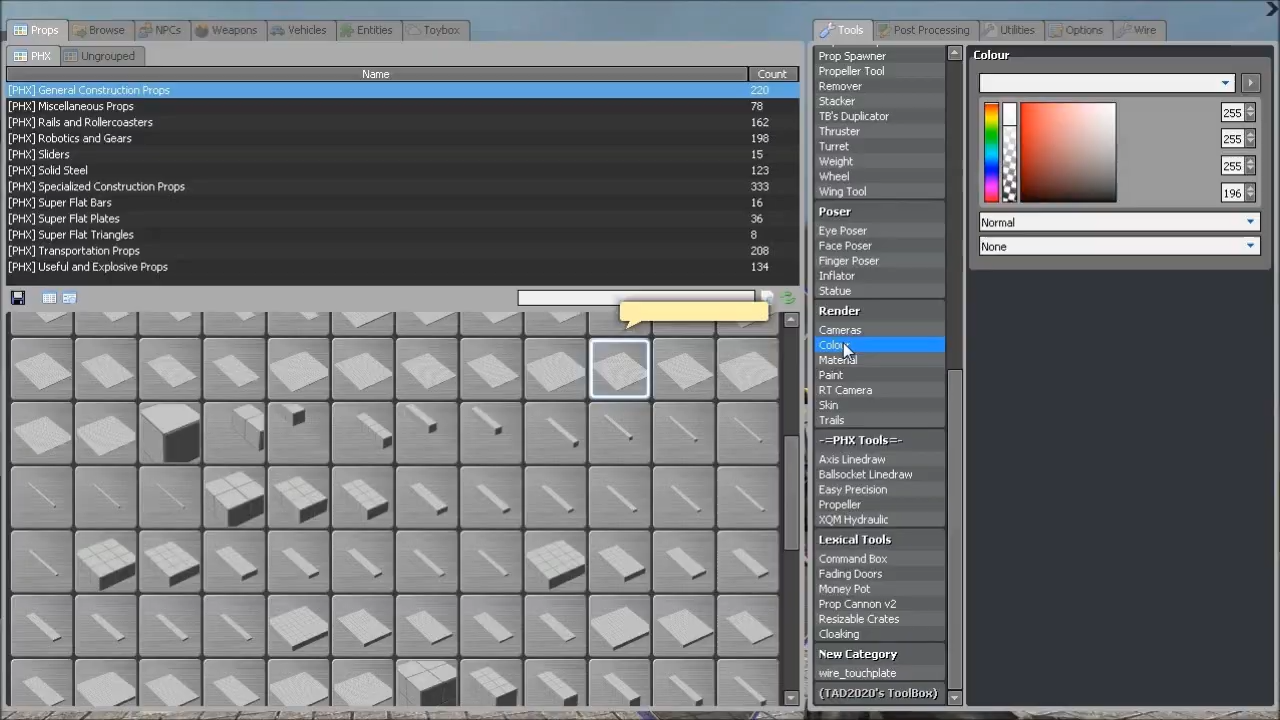 Props Browse NPCs Weapons Vehicles Entities Toybox
PHX Ungrouped
Name Count
[PHX] General Construction Props 220
[PHX] Miscellaneous Props 78
[PHX] Rails and Rollercoasters 162
[PHX] Robotics and Gears 198
[PHX] Sliders 15
[PHX] Solid Steel 123
[PHX] Specialized Construction Props 333
[PHX] Super Flat Bars 16
[PHX] Super Flat Plates 36
[PHX] Super Flat Triangles 8
[PHX] Transportation Props 208
[PHX] Useful and Explosive Props 134
Tools Post Processing Utilities Options Wire
Prop Spawner
Propeller Tool
Remover
Stacker
TB's Duplicator
Thruster
Turret
Weight
Wheel
Wing Tool
Poser
Eye Poser
Face Poser
Finger Poser
Inflator
Statue
Render
Cameras
Colour
Material
Paint
RT Camera
Skin
Trails
-=PHX Tools=-
Axis Linedraw
Ballsocket Linedraw
Easy Precision
Propeller
XQM Hydraulic
Lexical Tools
Command Box
Fading Doors
Money Pot
Prop Cannon v2
Resizable Crates
Cloaking
New Category
wire_touchplate
(TAD2020's ToolBox)
Colour
255
255
255
196
Normal
None